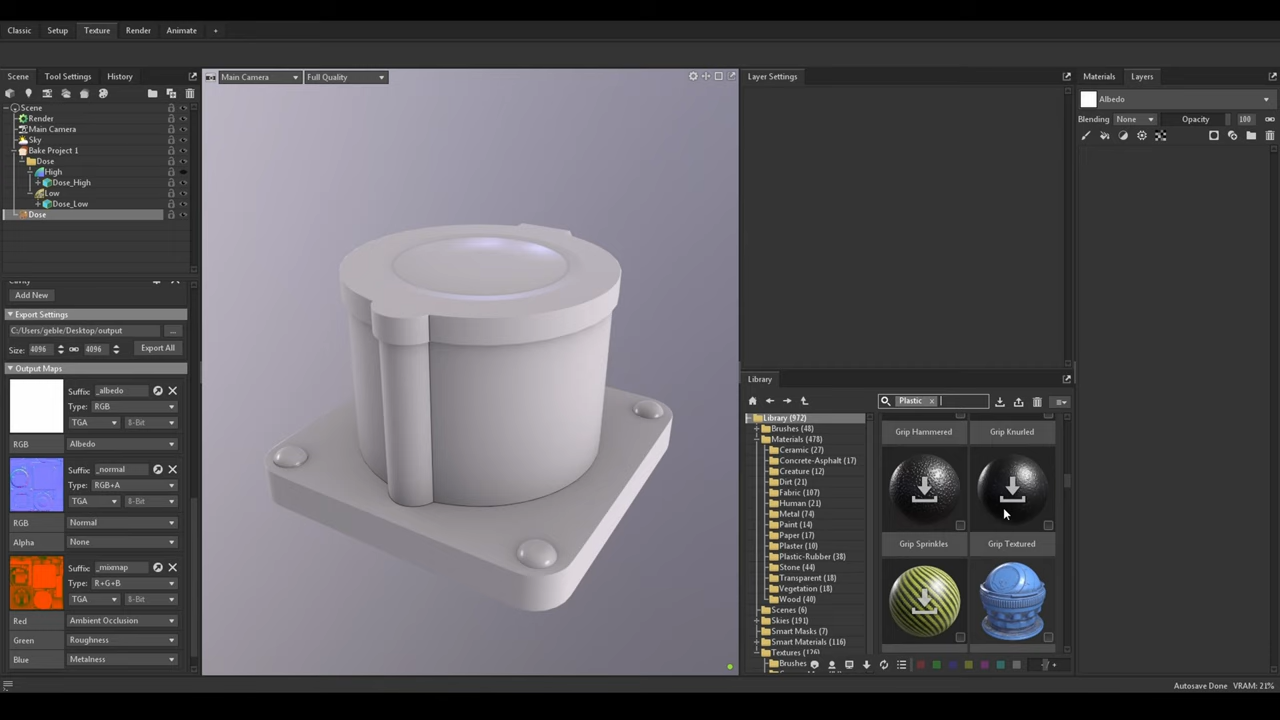 Classic Setup Texture Render Animate +
Scene Tool Settings History
Main Camera Full Quality
Layer Settings
Materials Layers
Scene
Render
Main Camera
Sky
Bake Project 1
Dose
High
Dose_High
Low
Dose_Low
Dose
Albedo
Blending None Opacity 100
Add New
Export Settings
C:/Users/geble/Desktop/output ...
Size: 4096 4096 Export All
Output Maps
Suffix: _albedo
Type: RGB
TGA 8-Bit
RGB Albedo
Suffix: _normal
Type: RGB+A
TGA 8-Bit
RGB Normal
Alpha None
Suffix: _mixmap
Type: R+G+B
TGA 8-Bit
Red Ambient Occlusion
Green Roughness
Blue Metalness
Library
Plastic x
Library (972)
Brushes (48)
Materials (478)
Ceramic (27)
Concrete-Asphalt (17)
Creature (12)
Dirt (21)
Fabric (107)
Human (21)
Metal (74)
Paint (14)
Paper (17)
Plaster (10)
Plastic-Rubber (38)
Stone (44)
Transparent (18)
Vegetation (18)
Wood (40)
Scenes (6)
Skies (191)
Smart Masks (7)
Smart Materials (116)
Textures (126)
Brushes
Grip Hammered Grip Knurled
Grip Sprinkles Grip Textured
Autosave Done VRAM: 21%